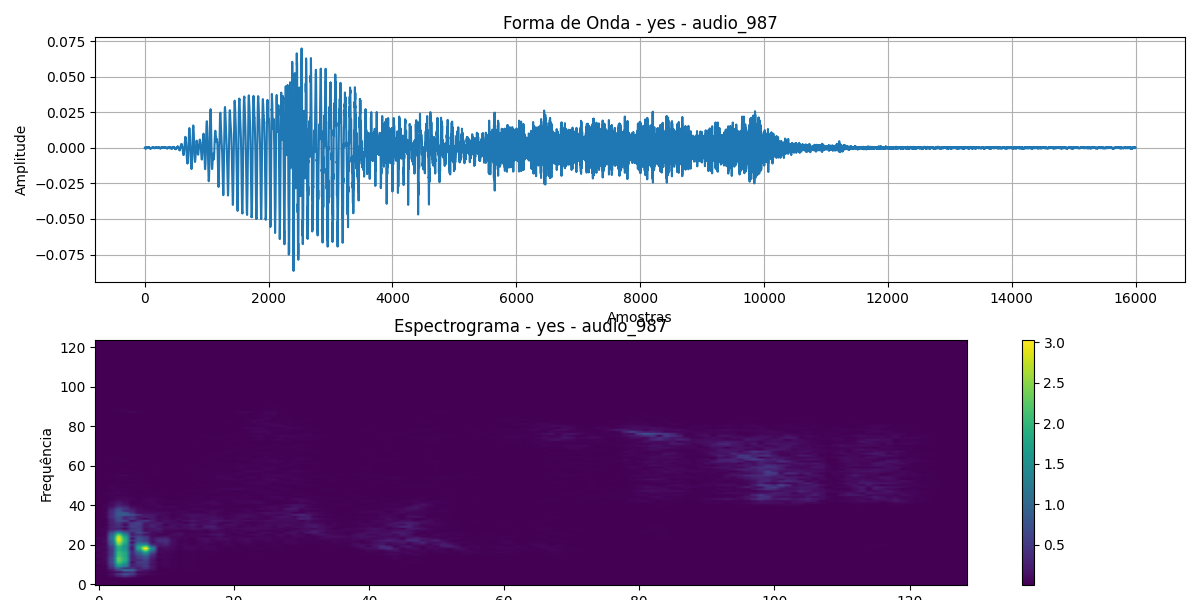 Forma de Onda - yes - audio_987
0.075
0.050
0.025
0.000
−0.025
−0.050
−0.075
Amplitude
0 2000 4000 6000 8000 10000 12000 14000 16000
Amostras
Espectrograma - yes - audio_987
120
100
80
60
40
20
0
Frequência
0 20 40 60 80 100 120
3.0
2.5
2.0
1.5
1.0
0.5